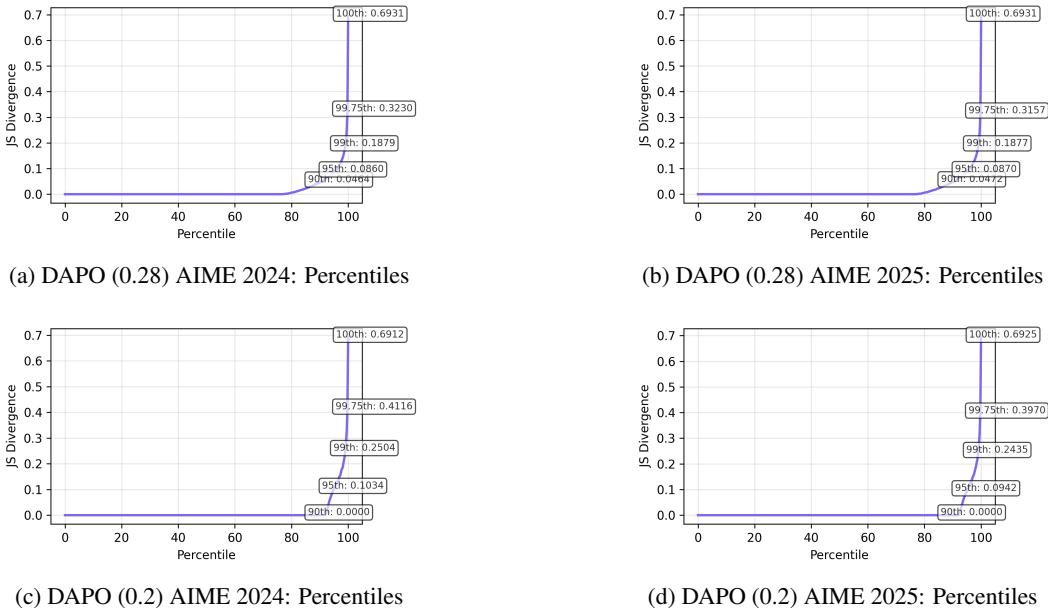 0.7
0.6
0.5
0.4
0.3
0.2
0.1
0.0
JS Divergence
0 20 40 60 80 100
Percentile
100th: 0.6931
99.75th: 0.3230
99th: 0.1879
95th: 0.0860
90th: 0.0464
(a) DAPO (0.28) AIME 2024: Percentiles
0.7
0.6
0.5
0.4
0.3
0.2
0.1
0.0
JS Divergence
0 20 40 60 80 100
Percentile
100th: 0.6931
99.75th: 0.3157
99th: 0.1877
95th: 0.0870
90th: 0.0472
(b) DAPO (0.28) AIME 2025: Percentiles
0.7
0.6
0.5
0.4
0.3
0.2
0.1
0.0
JS Divergence
0 20 40 60 80 100
Percentile
100th: 0.6912
99.75th: 0.4116
99th: 0.2504
95th: 0.1034
90th: 0.0000
(c) DAPO (0.2) AIME 2024: Percentiles
0.7
0.6
0.5
0.4
0.3
0.2
0.1
0.0
JS Divergence
0 20 40 60 80 100
Percentile
100th: 0.6925
99.75th: 0.3970
99th: 0.2435
95th: 0.0942
90th: 0.0000
(d) DAPO (0.2) AIME 2025: Percentiles